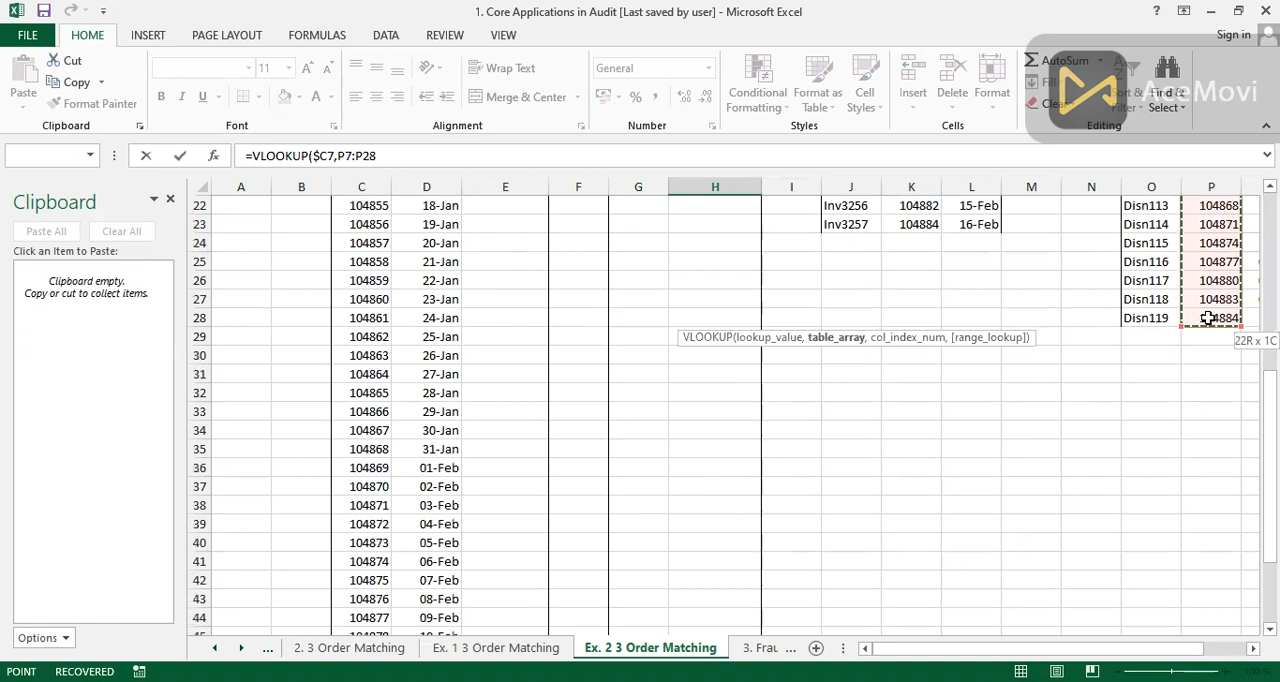 1. Core Applications in Audit [Last saved by user] - Microsoft Excel
FILE HOME INSERT PAGE LAYOUT FORMULAS DATA REVIEW VIEW Sign in
Paste Cut Copy Format Painter Clipboard
11 A A B I U A Font
Wrap Text Merge & Center Alignment
General % , Number
Conditional Formatting Format as Table Cell Styles Styles
Insert Delete Format Cells
AutoSum Fill Clear Sort & Filter Find & Select Editing
AceMovi
fx =VLOOKUP($C7,P7:P28
Clipboard
Paste All Clear All
Click an Item to Paste:
Clipboard empty.
Copy or cut to collect items.
Options
A B C D E F G H I J K L M N O P
22 104855 18-Jan Inv3256 104882 15-Feb Disn113 104868
23 104856 19-Jan Inv3257 104884 16-Feb Disn114 104871
24 104857 20-Jan Disn115 104874
25 104858 21-Jan Disn116 104877
26 104859 22-Jan Disn117 104880
27 104860 23-Jan Disn118 104883
28 104861 24-Jan Disn119 104884
29 104862 25-Jan
VLOOKUP(lookup_value, table_array, col_index_num, [range_lookup])
22R x 1C
30 104863 26-Jan
31 104864 27-Jan
32 104865 28-Jan
33 104866 29-Jan
34 104867 30-Jan
35 104868 31-Jan
36 104869 01-Feb
37 104870 02-Feb
38 104871 03-Feb
39 104872 04-Feb
40 104873 05-Feb
41 104874 06-Feb
42 104875 07-Feb
43 104876 08-Feb
44 104877 09-Feb
... 2. 3 Order Matching Ex. 1 3 Order Matching Ex. 2 3 Order Matching 3. Frau ...
POINT RECOVERED